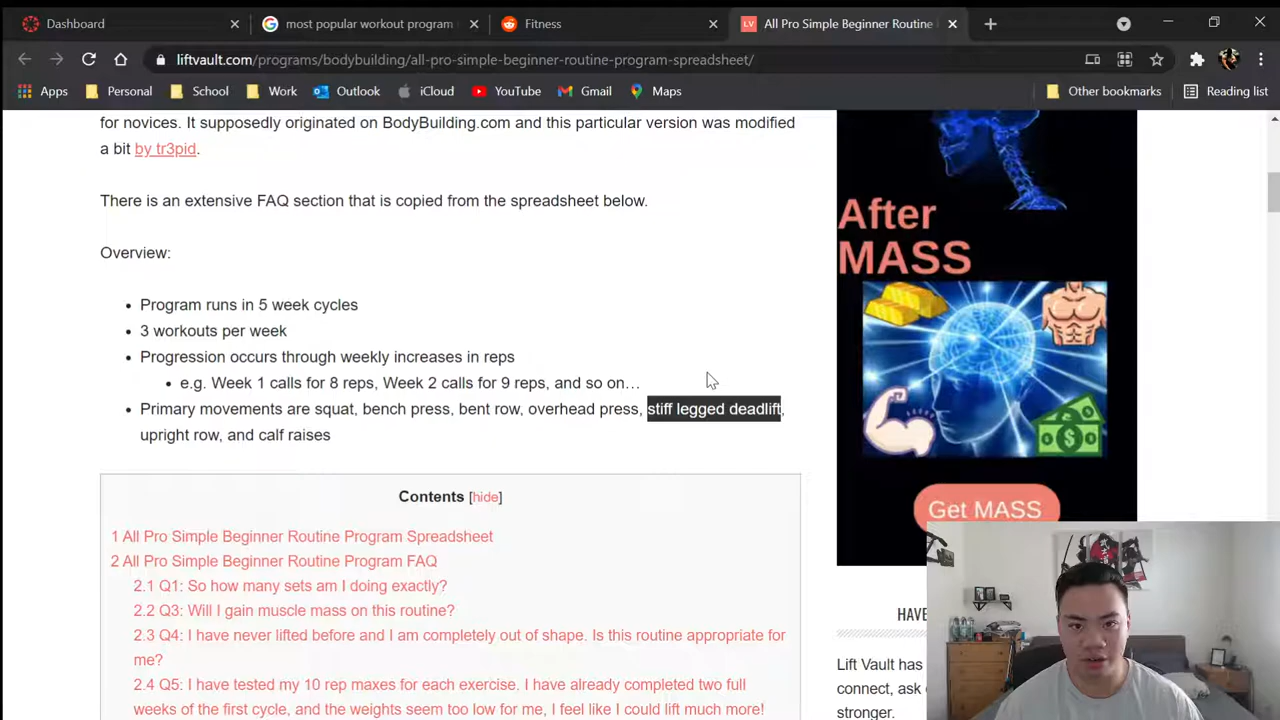 Dashboard
most popular workout program
Fitness
LV All Pro Simple Beginner Routine
liftvault.com/programs/bodybuilding/all-pro-simple-beginner-routine-program-spreadsheet/
Apps Personal School Work Outlook iCloud YouTube Gmail Maps Other bookmarks Reading list
for novices. It supposedly originated on BodyBuilding.com and this particular version was modified
a bit by tr3pid.
There is an extensive FAQ section that is copied from the spreadsheet below.
Overview:
• Program runs in 5 week cycles
• 3 workouts per week
• Progression occurs through weekly increases in reps
• e.g. Week 1 calls for 8 reps, Week 2 calls for 9 reps, and so on…
• Primary movements are squat, bench press, bent row, overhead press, stiff legged deadlift,
upright row, and calf raises
Contents [hide]
1 All Pro Simple Beginner Routine Program Spreadsheet
2 All Pro Simple Beginner Routine Program FAQ
2.1 Q1: So how many sets am I doing exactly?
2.2 Q3: Will I gain muscle mass on this routine?
2.3 Q4: I have never lifted before and I am completely out of shape. Is this routine appropriate for
me?
2.4 Q5: I have tested my 10 rep maxes for each exercise. I have already completed two full
weeks of the first cycle, and the weights seem too low for me, I feel like I could lift much more!
After
MASS
Get MASS
HAVE
Lift Vault has
connect, ask
stronger.